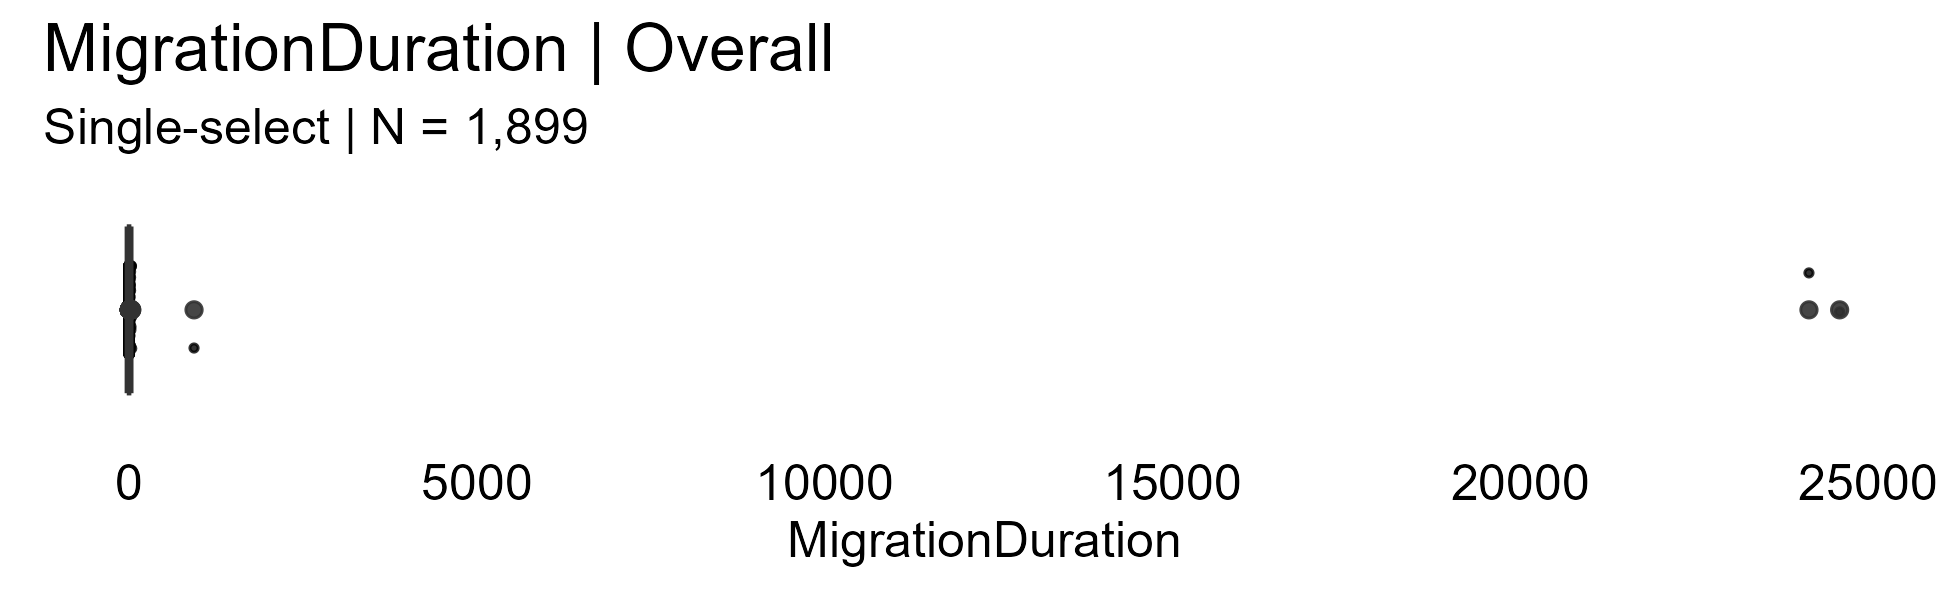 MigrationDuration | Overall
Single-select | N = 1,899
0 5000 10000 15000 20000 25000
MigrationDuration